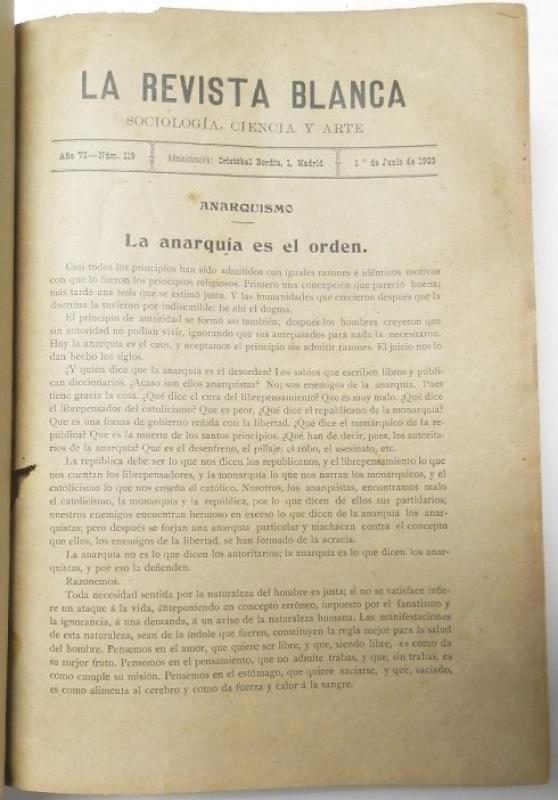 LA REVISTA BLANCA
SOCIOLOGÍA, CIENCIA Y ARTE
Año VI—Núm. 119
Administración: Cristóbal Bordín, 1, Madrid
1.º de Junio de 1903
ANARQUISMO
La anarquía es el orden.
Casi todos los principios han sido admitidos con iguales razones é idénticos motivos
con que lo fueron los principios religiosos. Primero una concepción que pareció buena;
más tarde una tesis que se estimó justa. Y las humanidades que crecieron después que la
doctrina la tuvieron por indiscutible: he ahí el dogma.
El principio de autoridad se formó así también; después los hombres creyeron que
sin autoridad no podían vivir, ignorando que sus antepasados para nada la necesitaron.
Hoy la anarquía es el caos, y aceptamos el principio sin admitir razones. El juicio nos lo
dan hecho los siglos.
¿Y quién dice que la anarquía es el desorden? Los sabios que escriben libros y publi-
can diccionarios. ¿Acaso son ellos anarquistas? No; son enemigos de la anarquía. Pues
tiene gracia la cosa. ¿Qué dice el cura del librepensamiento? Que es muy malo. ¿Qué dice
el librepensador del catolicismo? Que es peor. ¿Qué dice el republicano de la monarquía?
Que es una forma de gobierno reñida con la libertad. ¿Qué dice el monárquico de la re-
pública? Que es la muerte de los santos principios. ¿Qué han de decir, pues, los autorita-
rios de la anarquía? Que es el desenfreno, el pillaje, el robo, el asesinato, etc.
La república debe ser lo que nos dicen los republicanos, y el librepensamiento lo que
nos cuentan los librepensadores, y la monarquía lo que nos narran los monárquicos, y el
catolicismo lo que nos enseña el católico. Nosotros, los anarquistas, encontramos malo
el catolicismo, la monarquía y la república, por lo que dicen de ellos sus partidarios;
nuestros enemigos encuentran hermoso en exceso lo que dicen de la anarquía los anar-
quistas; pero después se forjan una anarquía particular y machacan contra el concepto
que ellos, los enemigos de la libertad, se han formado de la acracia.
La anarquía no es lo que dicen los autoritarios; la anarquía es lo que dicen los anar-
quistas, y por eso la defienden.
Razonemos.
Toda necesidad sentida por la naturaleza del hombre es justa; si no se satisface infie-
re un ataque á la vida, anteponiendo un concepto erróneo, impuesto por el fanatismo y
la ignorancia, á una demanda, á un aviso de la naturaleza humana. Las manifestaciones
de esta naturaleza, sean de la índole que fueren, constituyen la regla mejor para la salud
del hombre. Pensemos en el amor, que quiere ser libre, y que, siendo libre, es como da
su mejor fruto. Pensemos en el pensamiento, que no admite trabas, y que, sin trabas, es
como cumple su misión. Pensemos en el estómago, que quiere saciarse, y que, saciado,
es como alimenta al cerebro y como da fuerza y calor á la sangre.